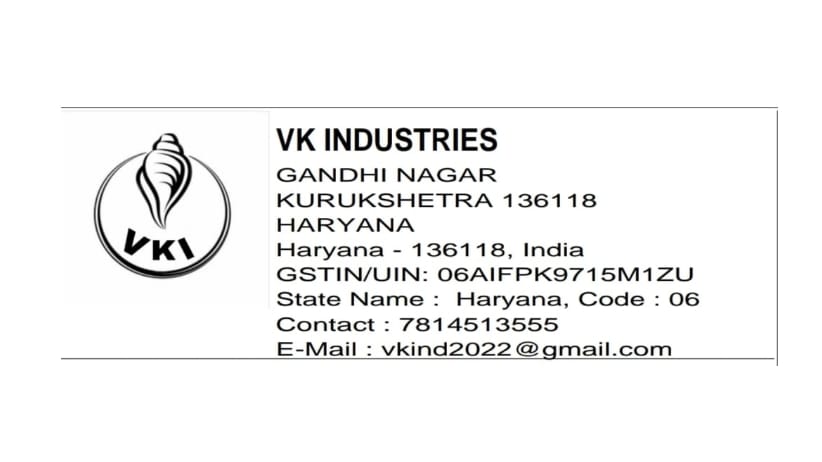 VKI
VK INDUSTRIES
GANDHI NAGAR
KURUKSHETRA 136118
HARYANA
Haryana - 136118, India
GSTIN/UIN: 06AIFPK9715M1ZU
State Name : Haryana, Code : 06
Contact : 7814513555
E-Mail : vkind2022@gmail.com